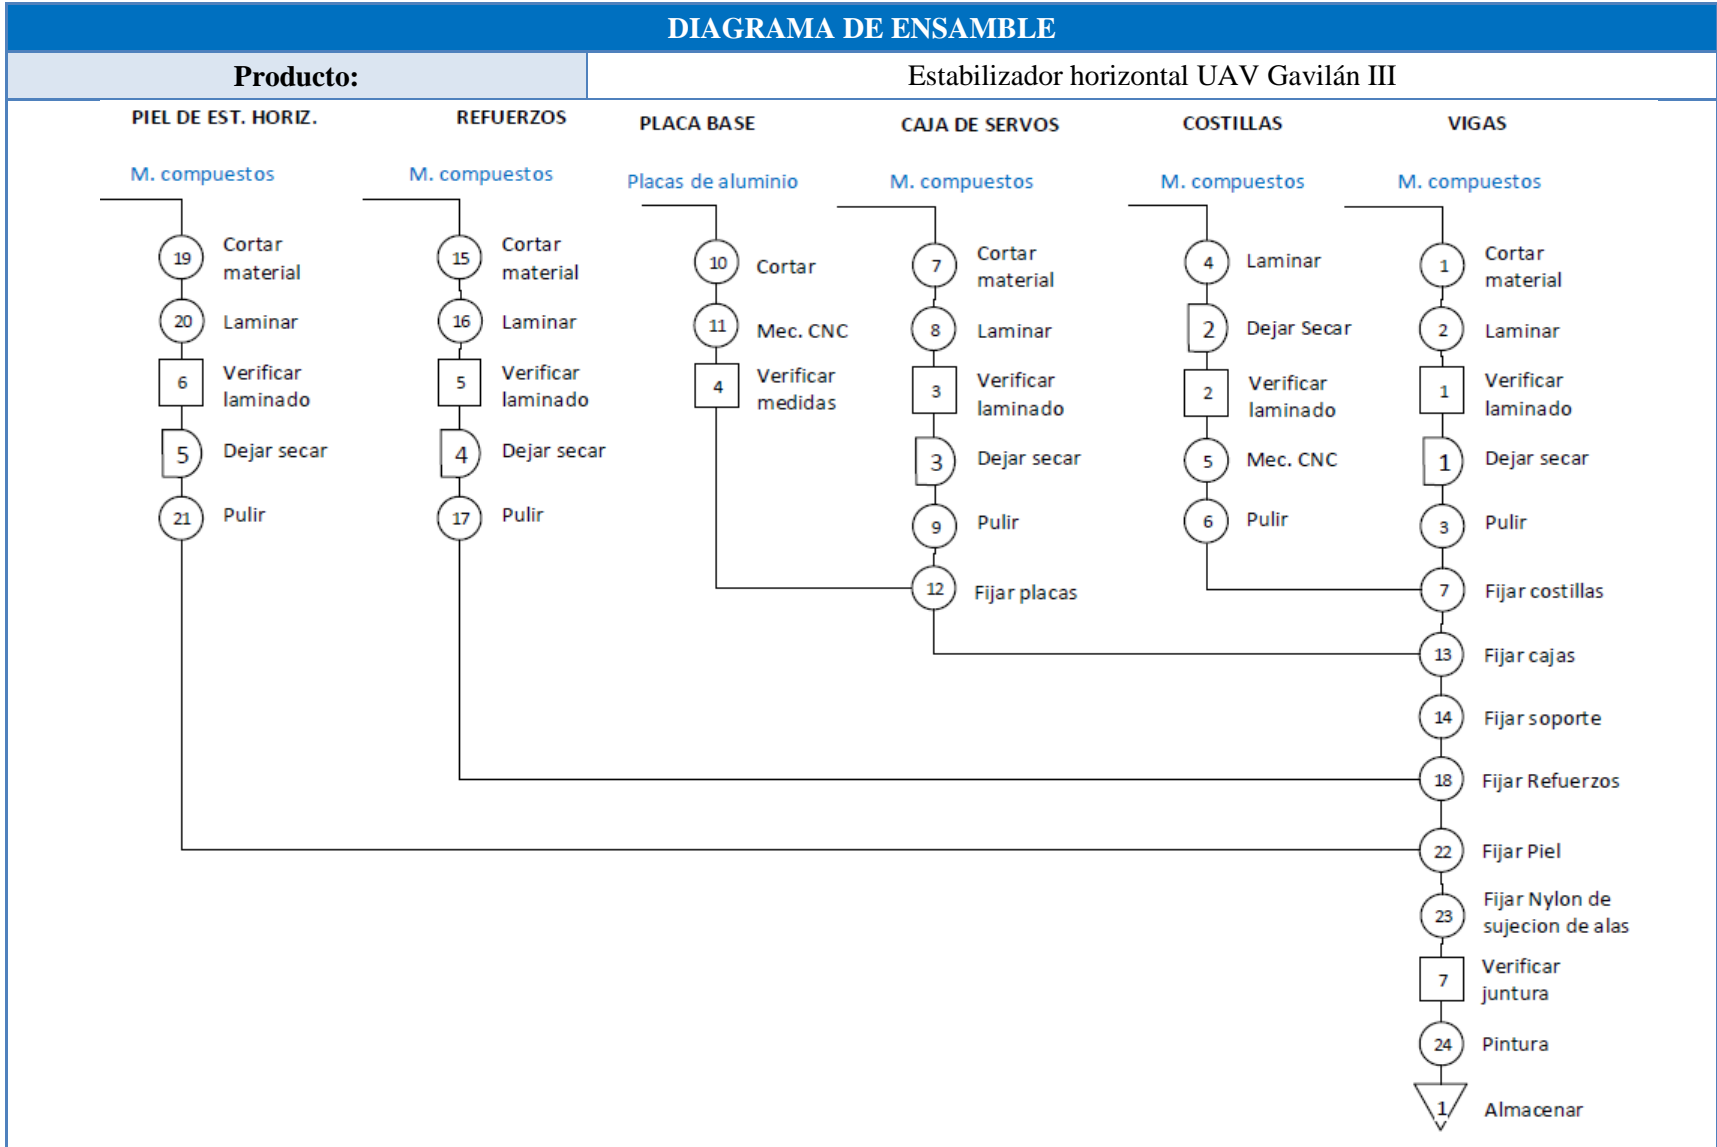 DIAGRAMA DE ENSAMBLE
Producto:
Estabilizador horizontal UAV Gavilán III
PIEL DE EST. HORIZ.
M. compuestos
19
Cortar
material
20
Laminar
6
Verificar
laminado
5
Dejar secar
21
Pulir
REFUERZOS
M. compuestos
15
Cortar
material
16
Laminar
5
Verificar
laminado
4
Dejar secar
17
Pulir
PLACA BASE
Placas de aluminio
10
Cortar
11
Mec. CNC
4
Verificar
medidas
CAJA DE SERVOS
M. compuestos
7
Cortar
material
8
Laminar
3
Verificar
laminado
3
Dejar secar
9
Pulir
12
Fijar placas
COSTILLAS
M. compuestos
4
Laminar
2
Dejar Secar
2
Verificar
laminado
5
Mec. CNC
6
Pulir
VIGAS
M. compuestos
1
Cortar
material
2
Laminar
1
Verificar
laminado
1
Dejar secar
3
Pulir
7
Fijar costillas
13
Fijar cajas
14
Fijar soporte
18
Fijar Refuerzos
22
Fijar Piel
23
Fijar Nylon de
sujecion de alas
7
Verificar
juntura
24
Pintura
1
Almacenar